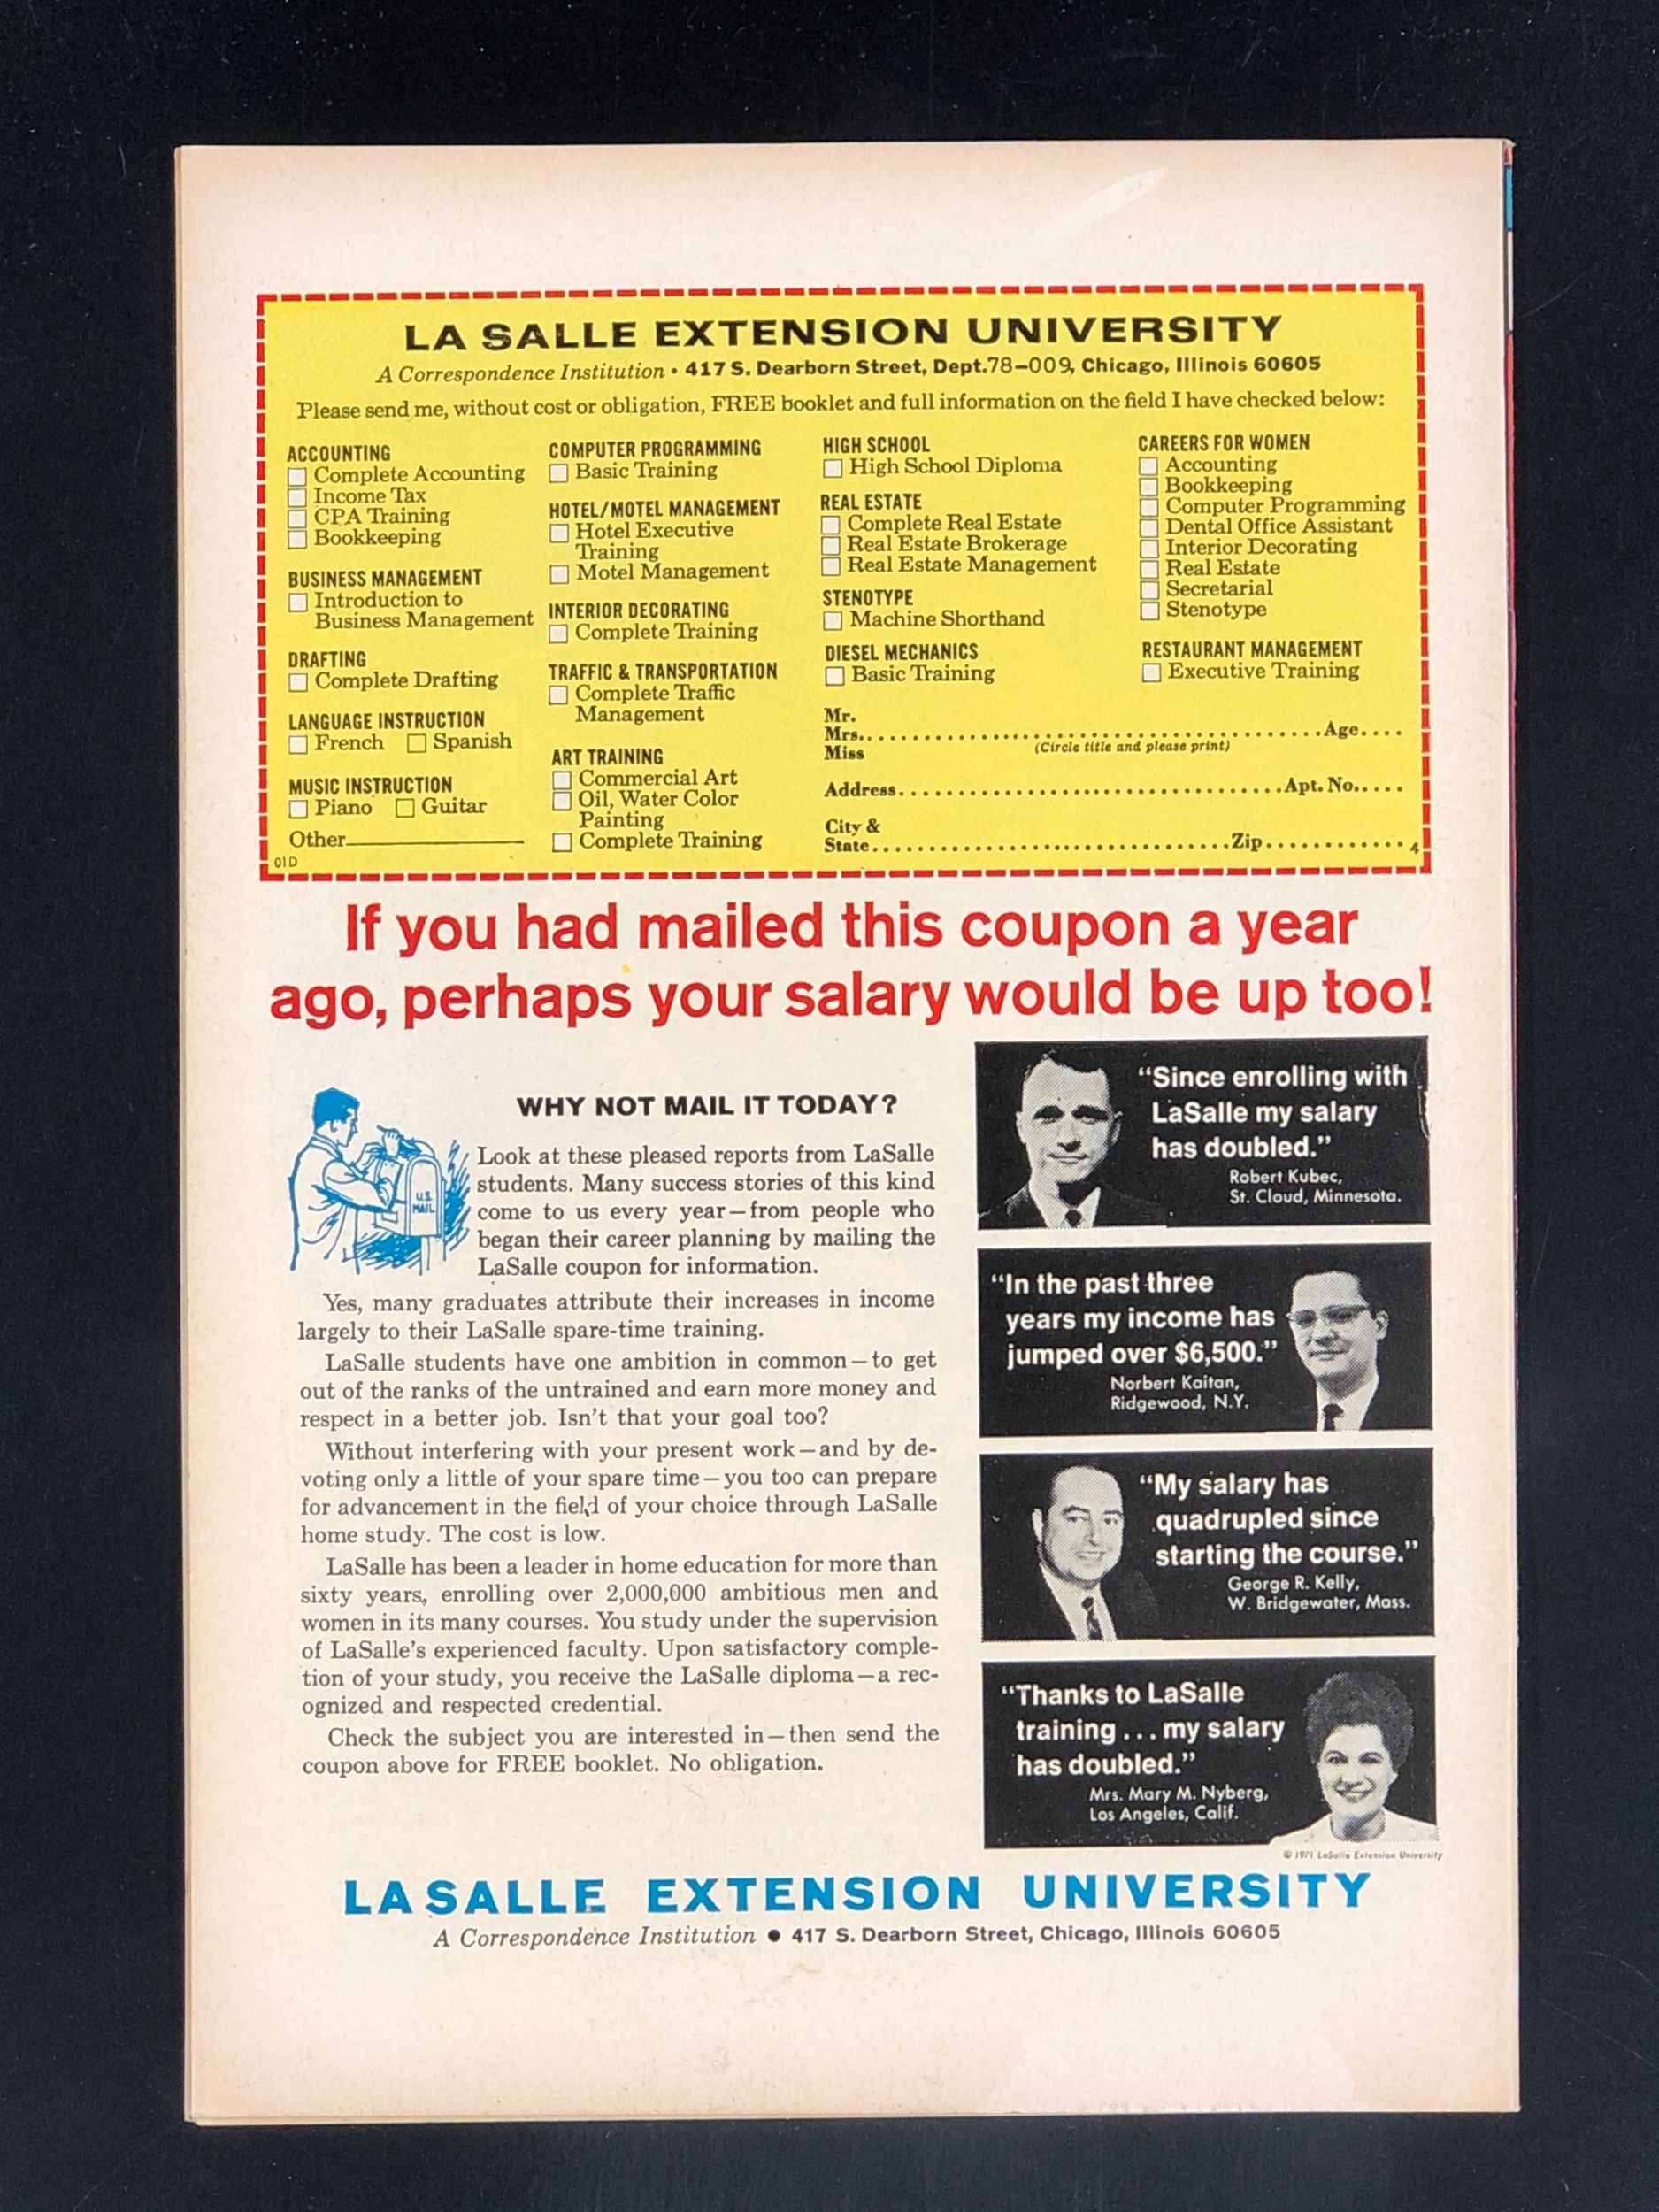 LA SALLE EXTENSION UNIVERSITY
A Correspondence Institution • 417 S. Dearborn Street, Dept.78–009, Chicago, Illinois 60605
Please send me, without cost or obligation, FREE booklet and full information on the field I have checked below:
ACCOUNTING
Complete Accounting
Income Tax
CPA Training
Bookkeeping
BUSINESS MANAGEMENT
Introduction to
Business Management
DRAFTING
Complete Drafting
LANGUAGE INSTRUCTION
French Spanish
MUSIC INSTRUCTION
Piano Guitar
Other
01D
COMPUTER PROGRAMMING
Basic Training
HOTEL/MOTEL MANAGEMENT
Hotel Executive
Training
Motel Management
INTERIOR DECORATING
Complete Training
TRAFFIC & TRANSPORTATION
Complete Traffic
Management
ART TRAINING
Commercial Art
Oil, Water Color
Painting
Complete Training
HIGH SCHOOL
High School Diploma
REAL ESTATE
Complete Real Estate
Real Estate Brokerage
Real Estate Management
STENOTYPE
Machine Shorthand
DIESEL MECHANICS
Basic Training
CAREERS FOR WOMEN
Accounting
Bookkeeping
Computer Programming
Dental Office Assistant
Interior Decorating
Real Estate
Secretarial
Stenotype
RESTAURANT MANAGEMENT
Executive Training
Mr.
Mrs. Age
Miss (Circle title and please print)
Address Apt. No.
City &
State Zip 4
If you had mailed this coupon a year
ago, perhaps your salary would be up too!
WHY NOT MAIL IT TODAY?
U.S.
MAIL
Look at these pleased reports from LaSalle
students. Many success stories of this kind
come to us every year—from people who
began their career planning by mailing the
LaSalle coupon for information.
Yes, many graduates attribute their increases in income
largely to their LaSalle spare-time training.
LaSalle students have one ambition in common—to get
out of the ranks of the untrained and earn more money and
respect in a better job. Isn't that your goal too?
Without interfering with your present work—and by de-
voting only a little of your spare time—you too can prepare
for advancement in the field of your choice through LaSalle
home study. The cost is low.
LaSalle has been a leader in home education for more than
sixty years, enrolling over 2,000,000 ambitious men and
women in its many courses. You study under the supervision
of LaSalle's experienced faculty. Upon satisfactory comple-
tion of your study, you receive the LaSalle diploma—a rec-
ognized and respected credential.
Check the subject you are interested in—then send the
coupon above for FREE booklet. No obligation.
"Since enrolling with
LaSalle my salary
has doubled."
Robert Kubec,
St. Cloud, Minnesota.
"In the past three
years my income has
jumped over $6,500."
Norbert Kaitan,
Ridgewood, N.Y.
"My salary has
quadrupled since
starting the course."
George R. Kelly,
W. Bridgewater, Mass.
"Thanks to LaSalle
training . . . my salary
has doubled."
Mrs. Mary M. Nyberg,
Los Angeles, Calif.
© 1971 LaSalle Extension University
LASALLE EXTENSION UNIVERSITY
A Correspondence Institution • 417 S. Dearborn Street, Chicago, Illinois 60605